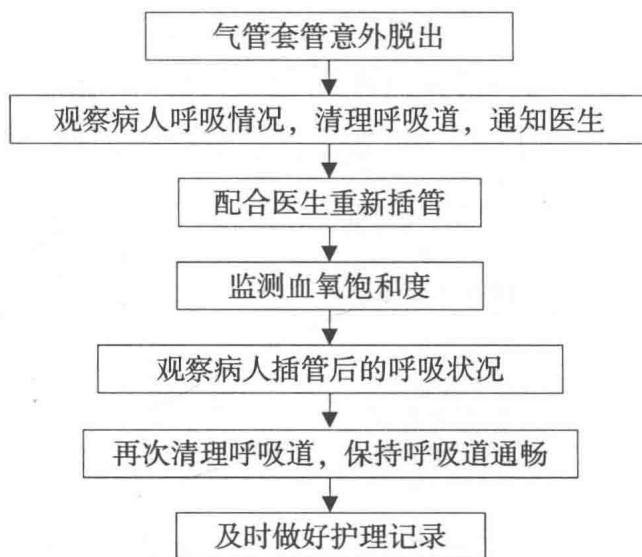 气管套管意外脱出
观察病人呼吸情况，清理呼吸道，通知医生
配合医生重新插管
监测血氧饱和度
观察病人插管后的呼吸状况
再次清理呼吸道，保持呼吸道通畅
及时做好护理记录